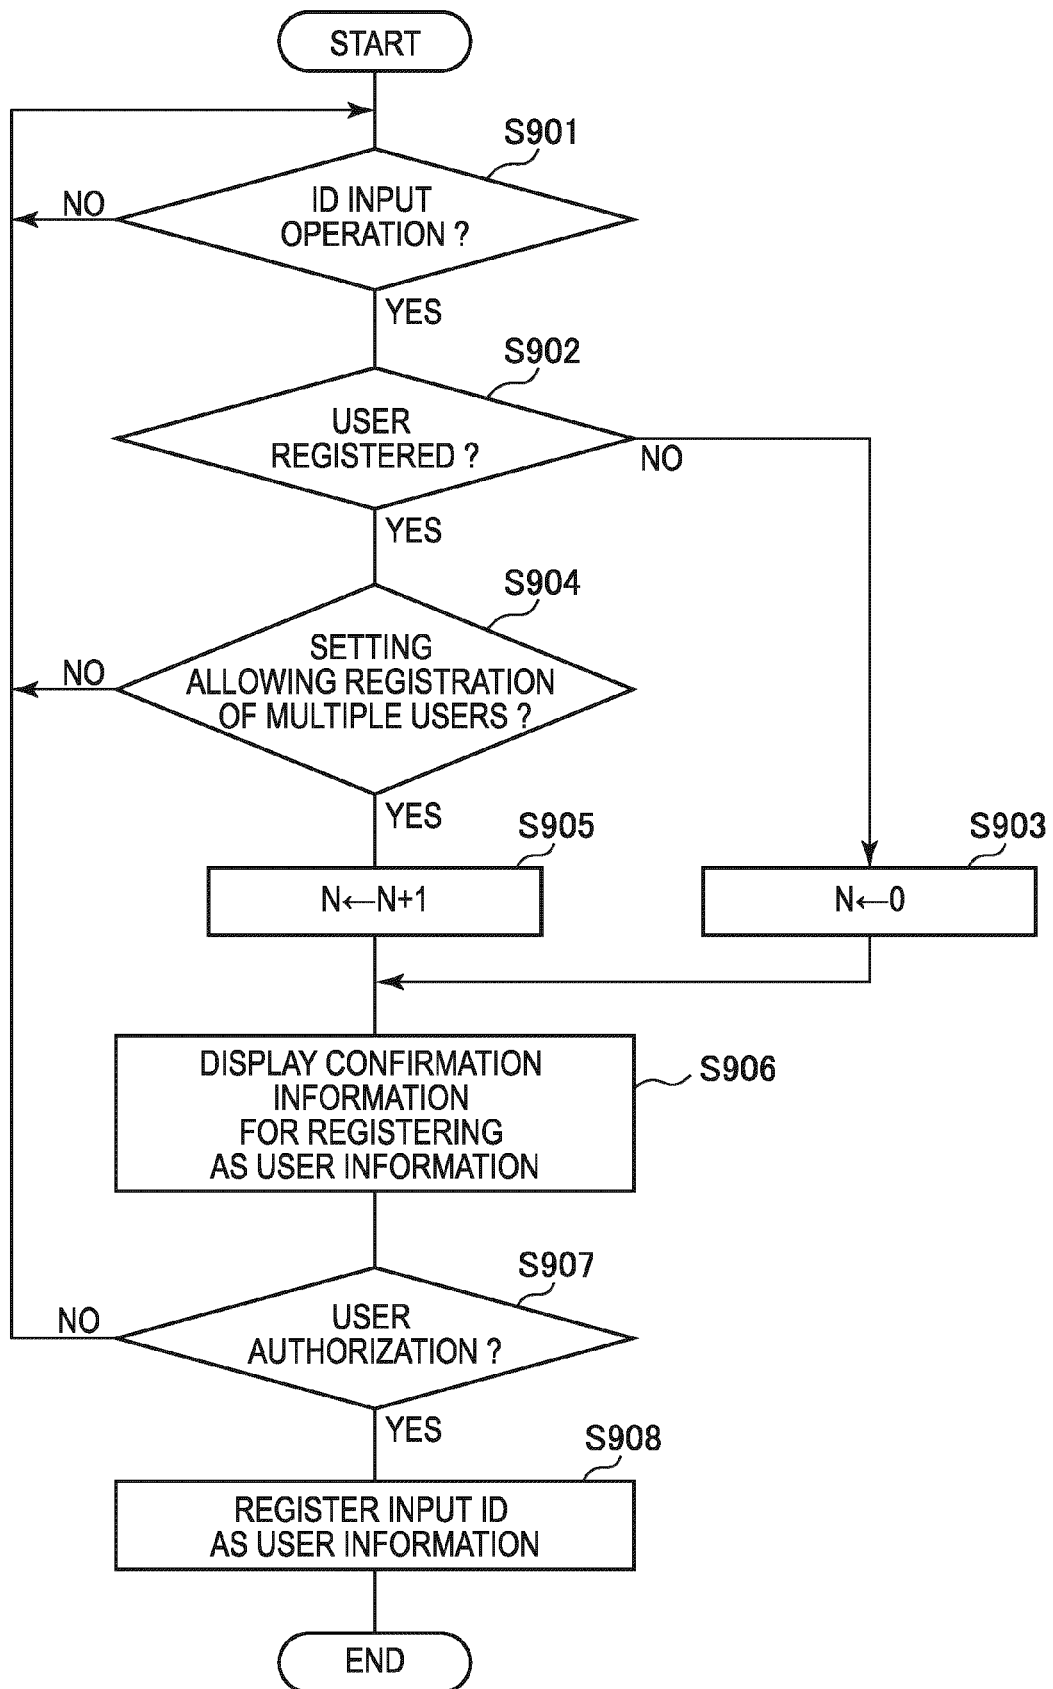 START
S901
ID INPUT
OPERATION ?
NO
YES
S902
USER
REGISTERED ?
NO
YES
S904
SETTING
ALLOWING REGISTRATION
OF MULTIPLE USERS ?
NO
YES
S905
N←N+1
S903
N←0
DISPLAY CONFIRMATION
INFORMATION
FOR REGISTERING
AS USER INFORMATION
S906
S907
USER
AUTHORIZATION ?
NO
YES
S908
REGISTER INPUT ID
AS USER INFORMATION
END